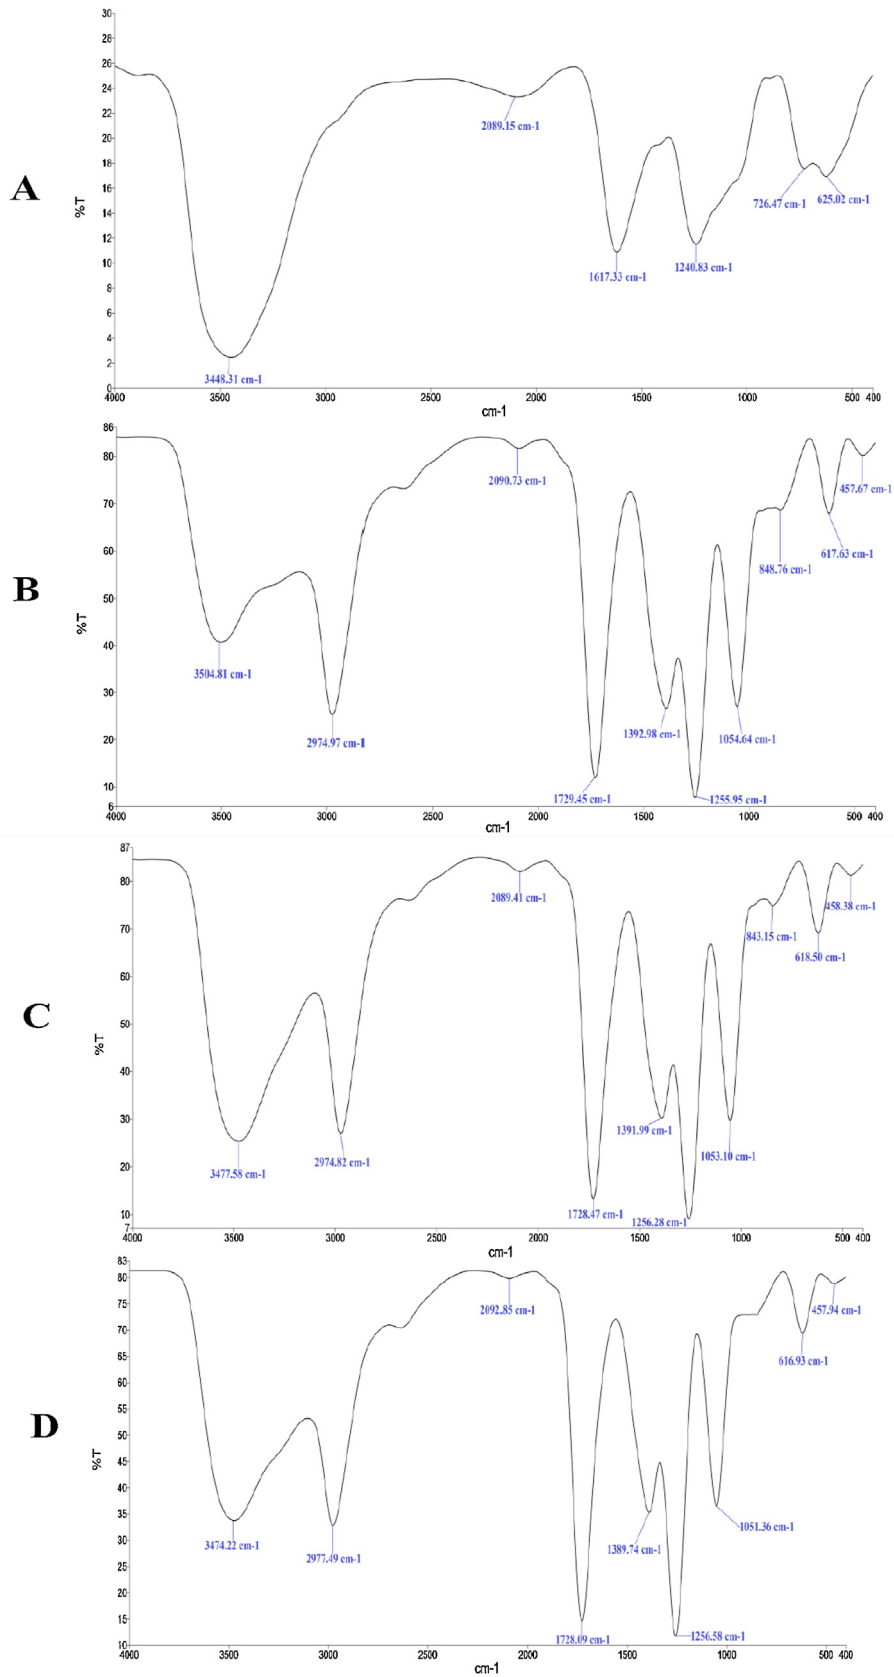 A
%T
30
28
26
24
22
20
18
16
14
12
10
8
6
4
2
0
2089.15 cm-1
726.47 cm-1
625.02 cm-1
1617.33 cm-1
1240.83 cm-1
3448.31 cm-1
4000 3500 3000 2500 2000 1500 1000 500 400
cm-1
B
%T
86
80
70
60
50
40
30
20
10
6
2090.73 cm-1
457.67 cm-1
617.63 cm-1
848.76 cm-1
3504.81 cm-1
2974.97 cm-1
1392.98 cm-1
1054.64 cm-1
1729.45 cm-1
1255.95 cm-1
4000 3500 3000 2500 2000 1500 1000 500 400
cm-1
C
%T
87
80
70
60
50
40
30
20
10
7
2089.41 cm-1
458.38 cm-1
843.15 cm-1
618.50 cm-1
1391.99 cm-1
1053.10 cm-1
3477.58 cm-1
2974.82 cm-1
1728.47 cm-1
1256.28 cm-1
4000 3500 3000 2500 2000 1500 1000 500 400
cm-1
D
%T
83
80
75
70
65
60
55
50
45
40
35
30
25
20
15
10
2092.85 cm-1
457.94 cm-1
616.93 cm-1
1051.36 cm-1
3474.22 cm-1
2977.49 cm-1
1389.74 cm-1
1728.09 cm-1
1256.58 cm-1
4000 3500 3000 2500 2000 1500 1000 500 400
cm-1